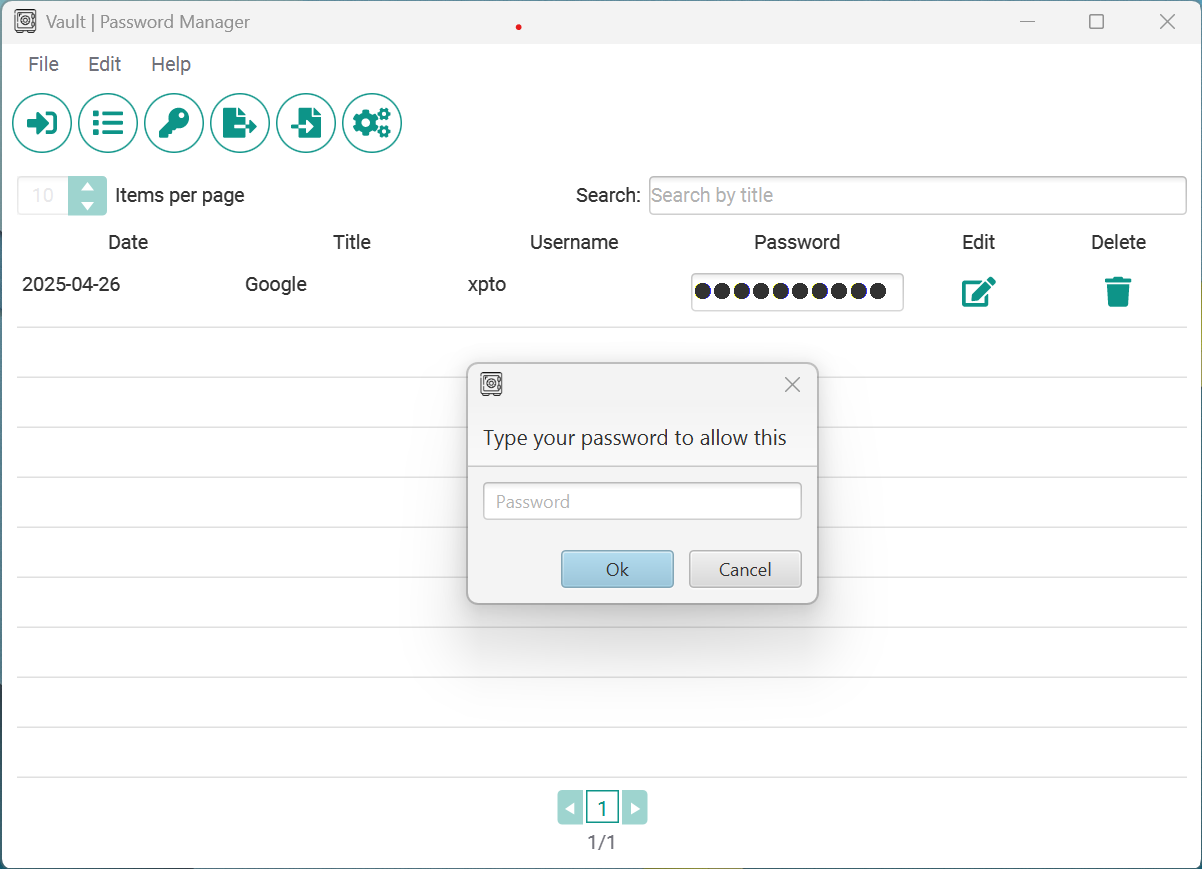 Vault | Password Manager
File Edit Help
10 Items per page Search: Search by title
Date Title Username Password Edit Delete
2025-04-26 Google xpto ●●●●●●●●●●
Type your password to allow this
Password
Ok Cancel
1
1/1